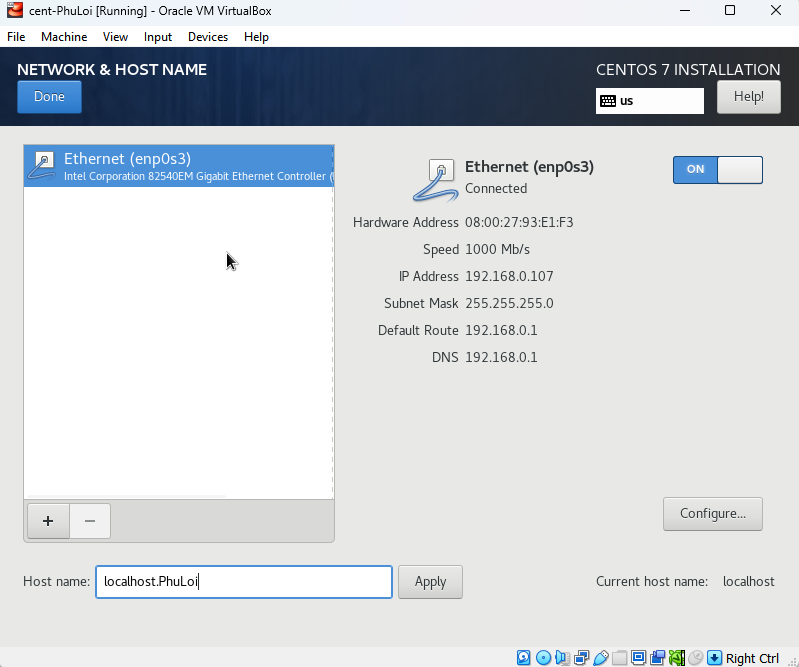 cent-PhuLoi [Running] - Oracle VM VirtualBox
File Machine View Input Devices Help
NETWORK & HOST NAME
CENTOS 7 INSTALLATION
Done
us
Help!
Ethernet (enp0s3)
Intel Corporation 82540EM Gigabit Ethernet Controller (
Ethernet (enp0s3)
Connected
ON
Hardware Address 08:00:27:93:E1:F3
Speed 1000 Mb/s
IP Address 192.168.0.107
Subnet Mask 255.255.255.0
Default Route 192.168.0.1
DNS 192.168.0.1
+ −
Configure...
Host name: localhost.PhuLoi Apply Current host name: localhost
Right Ctrl